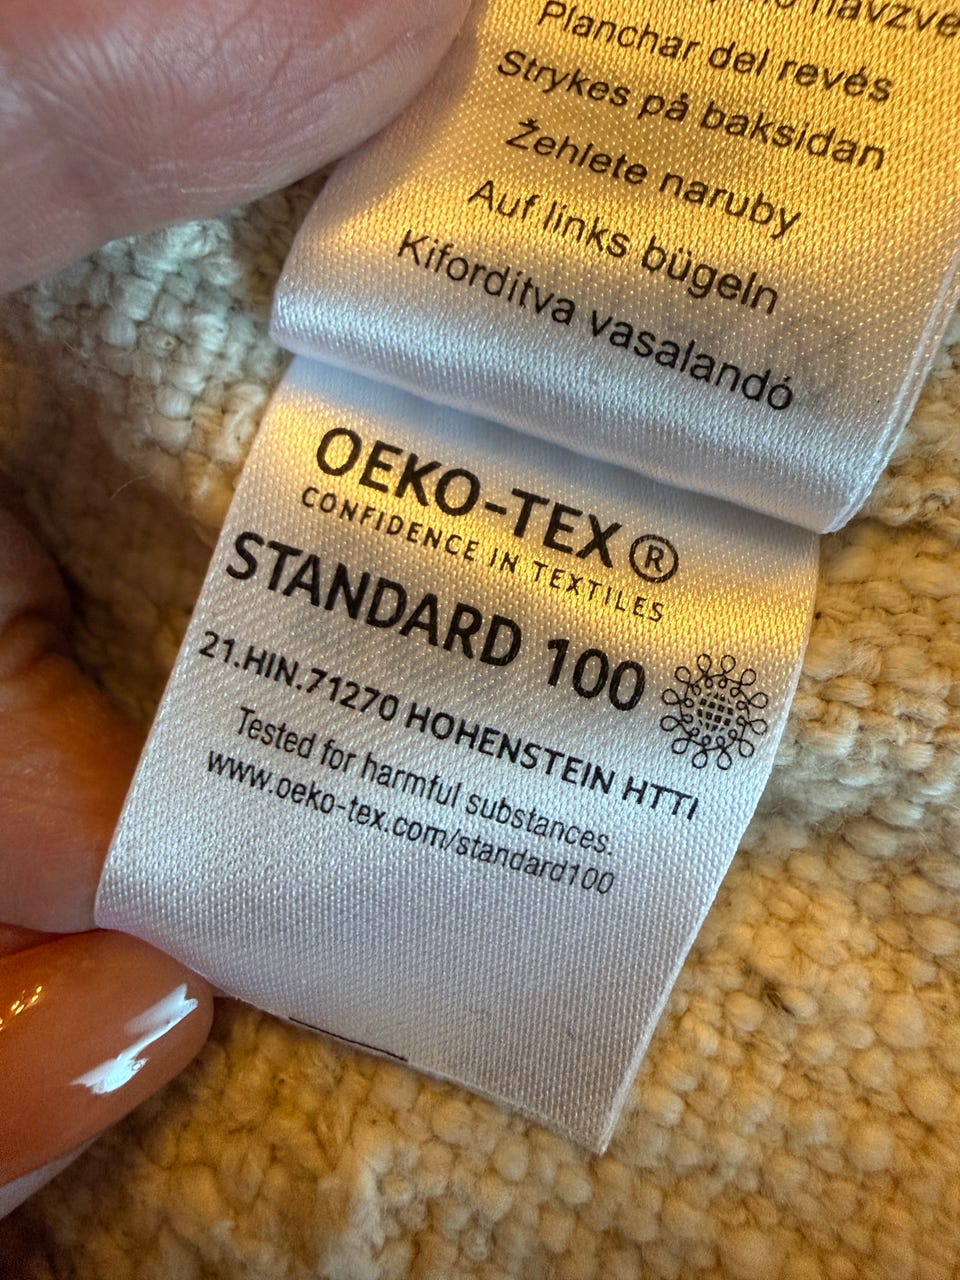 Planchar del revés
Strykes på baksidan
Žehlete naruby
Auf links bügeln
Kifordítva vasalandó
OEKO-TEX®
CONFIDENCE IN TEXTILES
STANDARD 100
21.HIN.71270 HOHENSTEIN HTTI
Tested for harmful substances.
www.oeko-tex.com/standard100